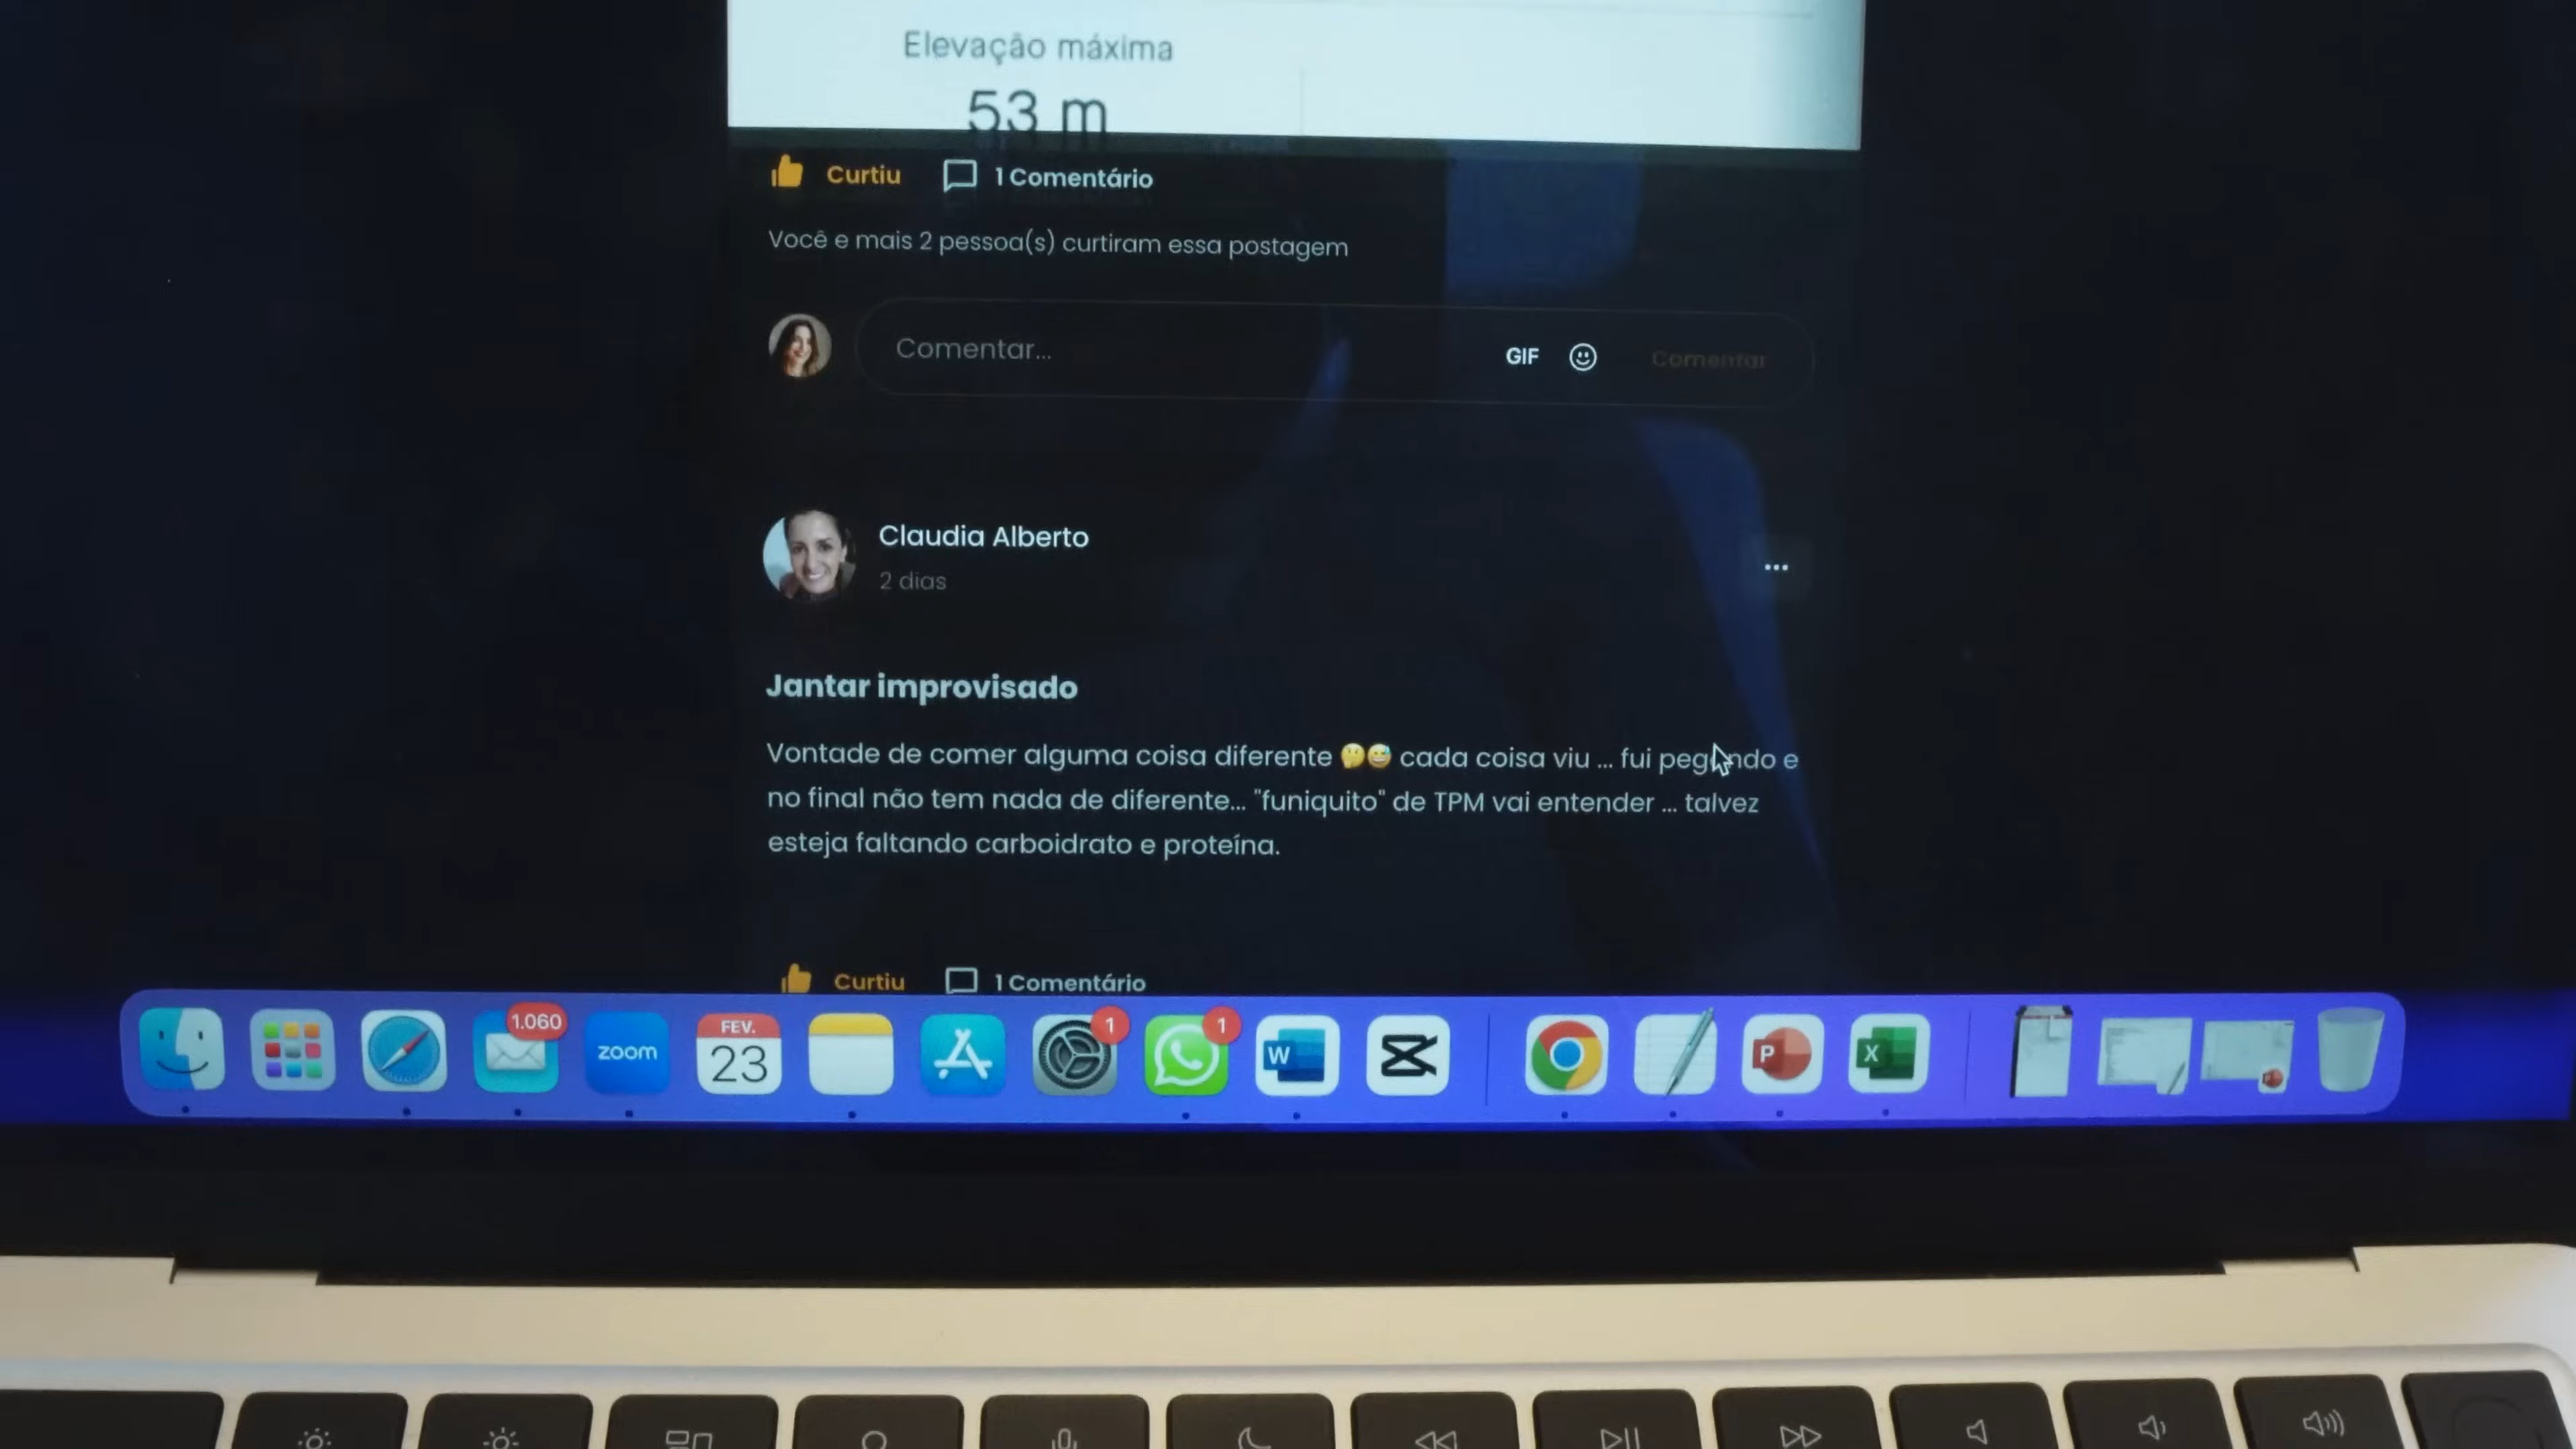 Elevação máxima
53 m
Curtiu 1 Comentário
Você e mais 2 pessoa(s) curtiram essa postagem
Comentar... GIF Comentar
Claudia Alberto
2 dias
Jantar improvisado
Vontade de comer alguma coisa diferente 🤔😅 cada coisa viu ... fui pegando e
no final não tem nada de diferente... "funiquito" de TPM vai entender ... talvez
esteja faltando carboidrato e proteína.
Curtiu 1 Comentário
1.060 zoom FEV. 23 1 1 W P X